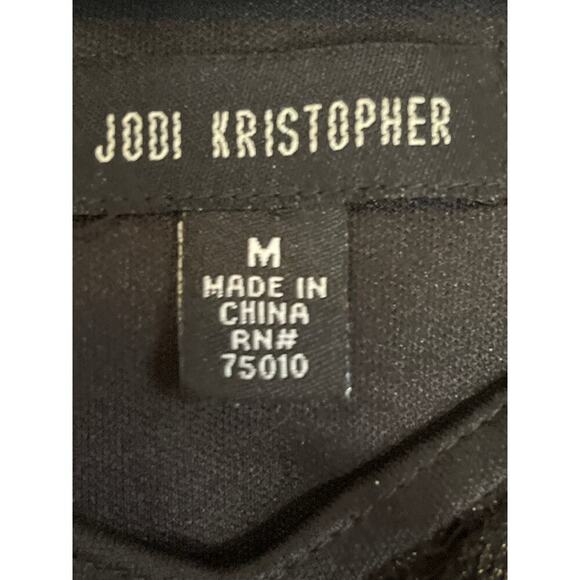 JODI KRISTOPHER
M
MADE IN
CHINA
RN#
75010